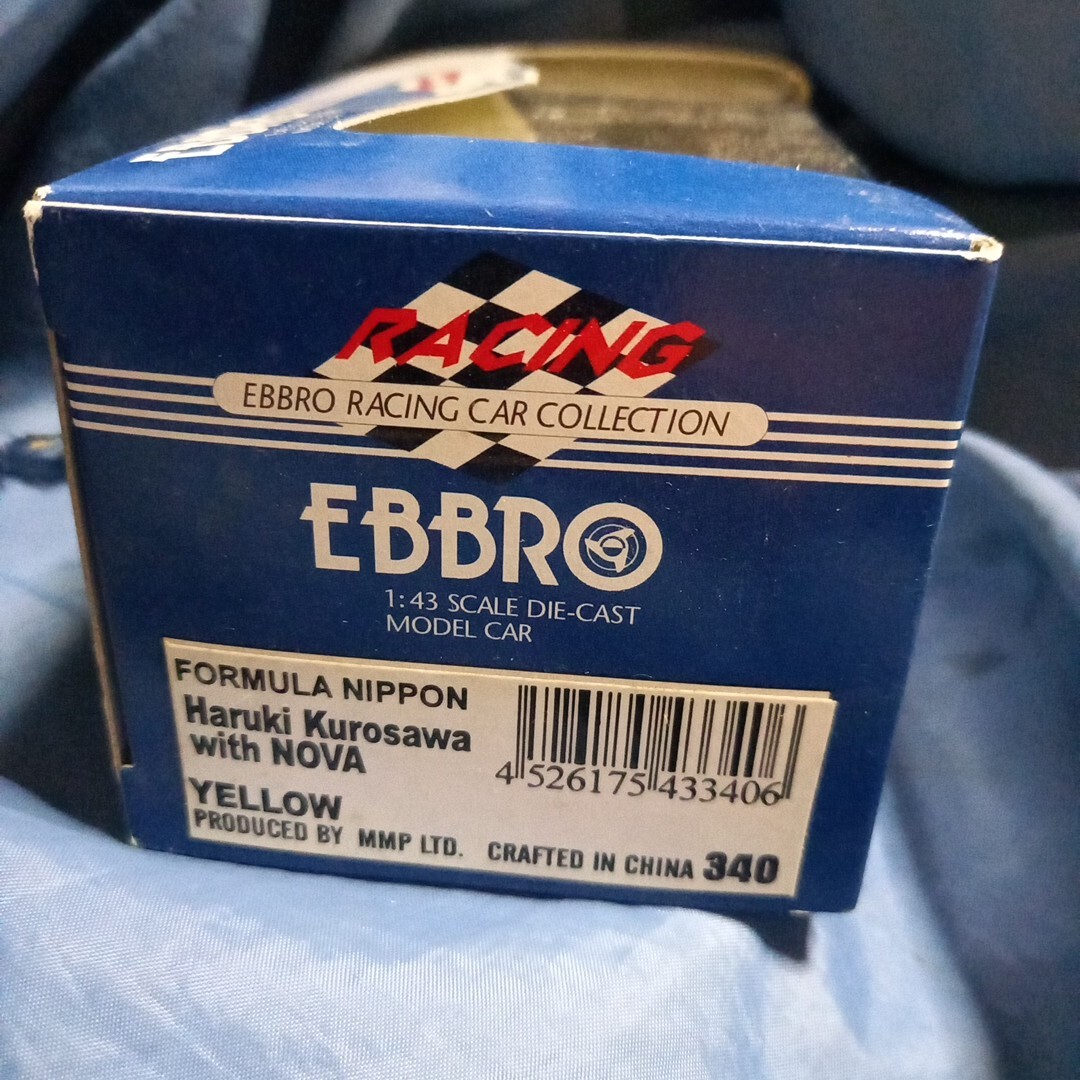 RACING
EBBRO RACING CAR COLLECTION
EBBRO
1:43 SCALE DIE-CAST
MODEL CAR
FORMULA NIPPON
Haruki Kurosawa
with NOVA
4 526175 433406
YELLOW
PRODUCED BY MMP LTD. CRAFTED IN CHINA 340